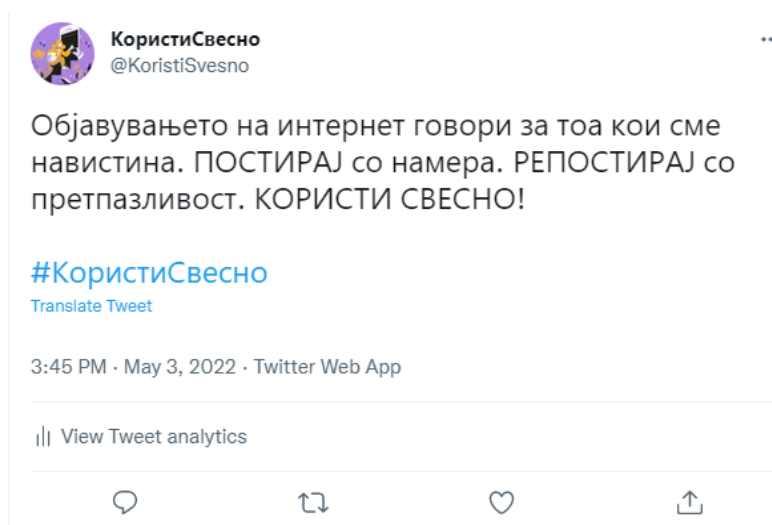 КористиСвесно
@KoristiSvesno
Објавувањето на интернет говори за тоа кои сме
навистина. ПОСТИРАЈ со намера. РЕПОСТИРАЈ со
претпазливост. КОРИСТИ СВЕСНО!
#КористиСвесно
Translate Tweet
3:45 PM · May 3, 2022 · Twitter Web App
View Tweet analytics